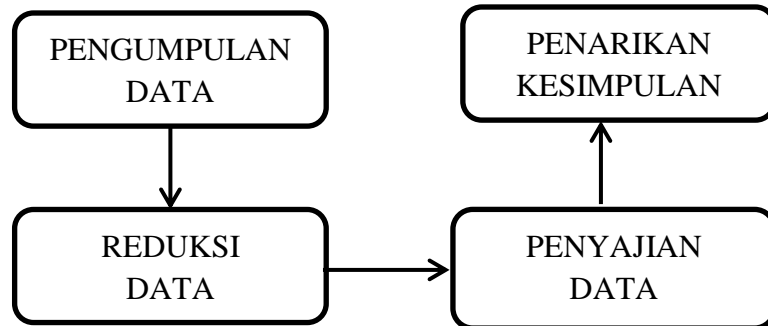 PENGUMPULAN
DATA
REDUKSI
DATA
PENYAJIAN
DATA
PENARIKAN
KESIMPULAN